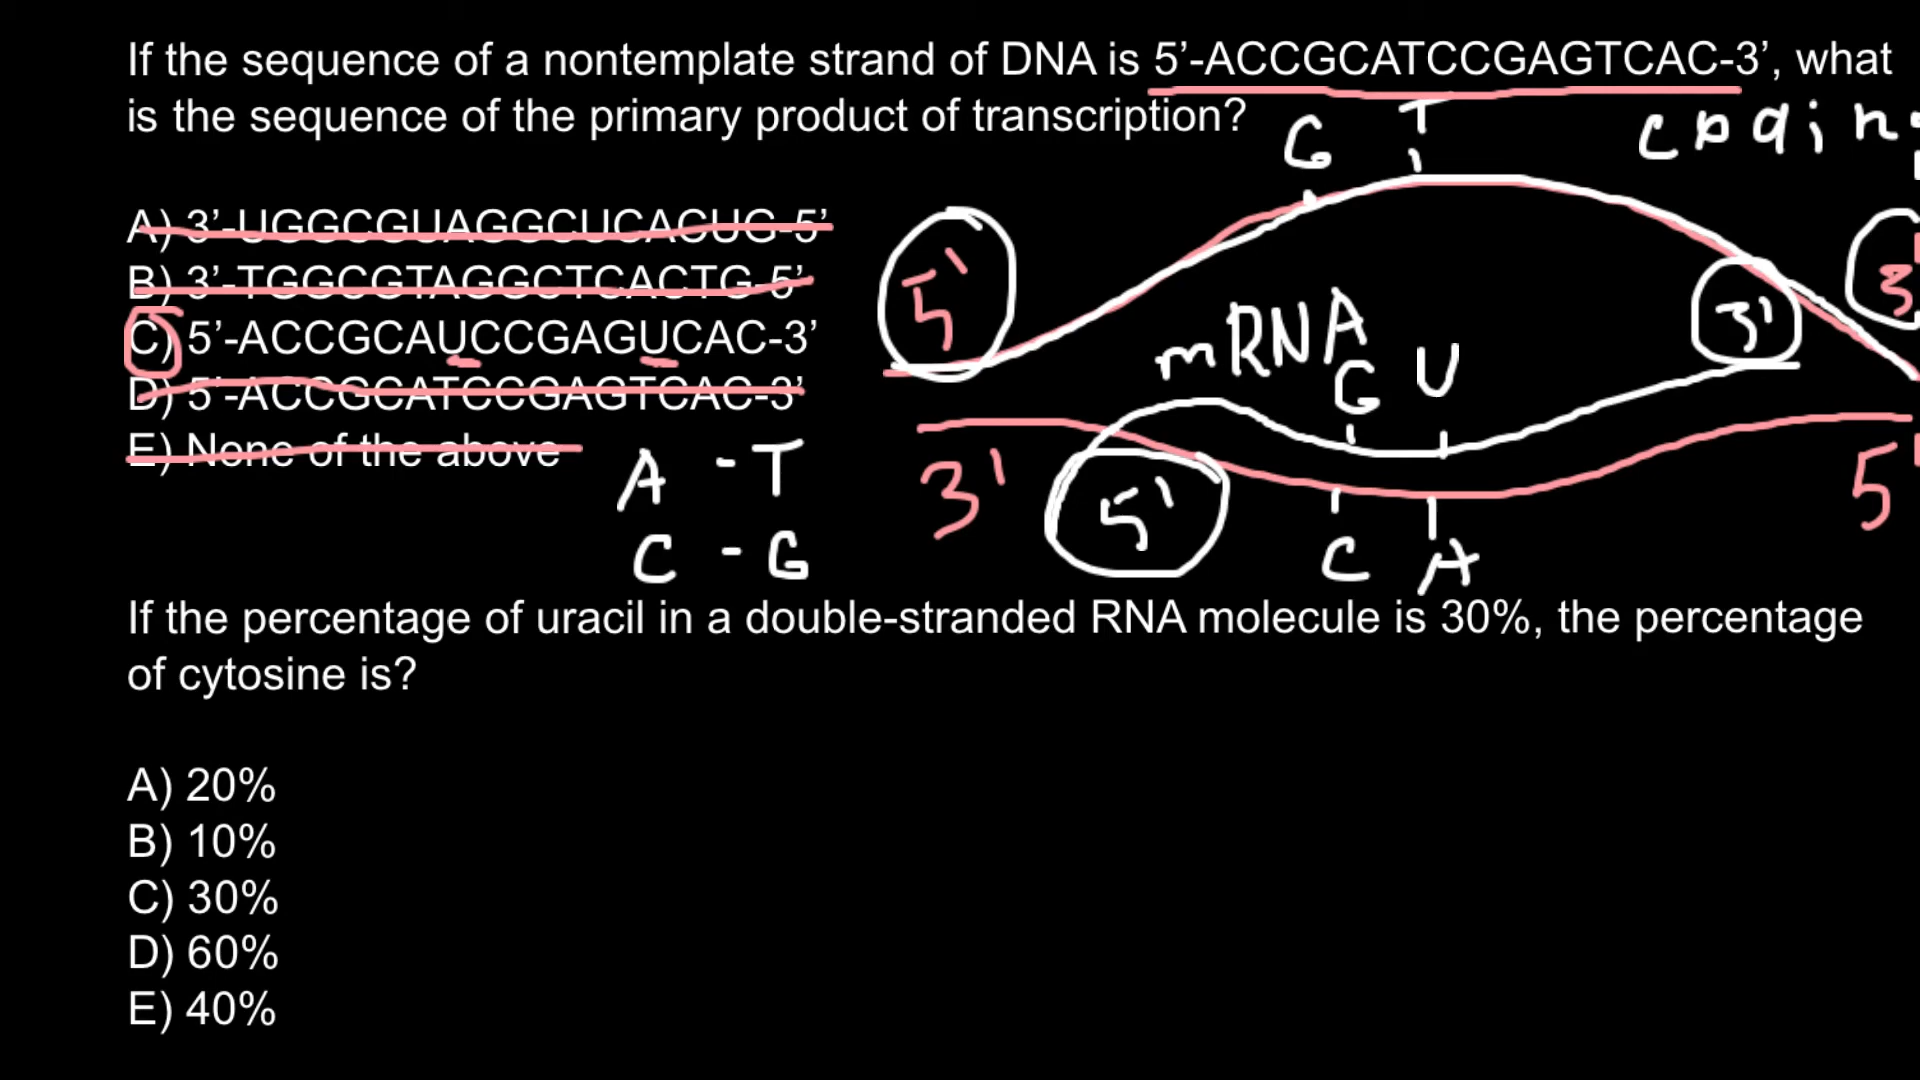 If the sequence of a nontemplate strand of DNA is 5’-ACCGCATCCGAGTCAC-3’, what
is the sequence of the primary product of transcription?
G T
A) 3’-UGGCGUAGGCUCACUG-5’
B) 3’-TGGCGTAGGCTCACTG-5’
C) 5’-ACCGCAUCCGAGUCAC-3’
D) 5’-ACCGCATCCGAGTCAC-3’
E) None of the above
5' 3' 3
mRNA
G U
A - T
C - G
3' 5' 5
C A
If the percentage of uracil in a double-stranded RNA molecule is 30%, the percentage
of cytosine is?
A) 20%
B) 10%
C) 30%
D) 60%
E) 40%